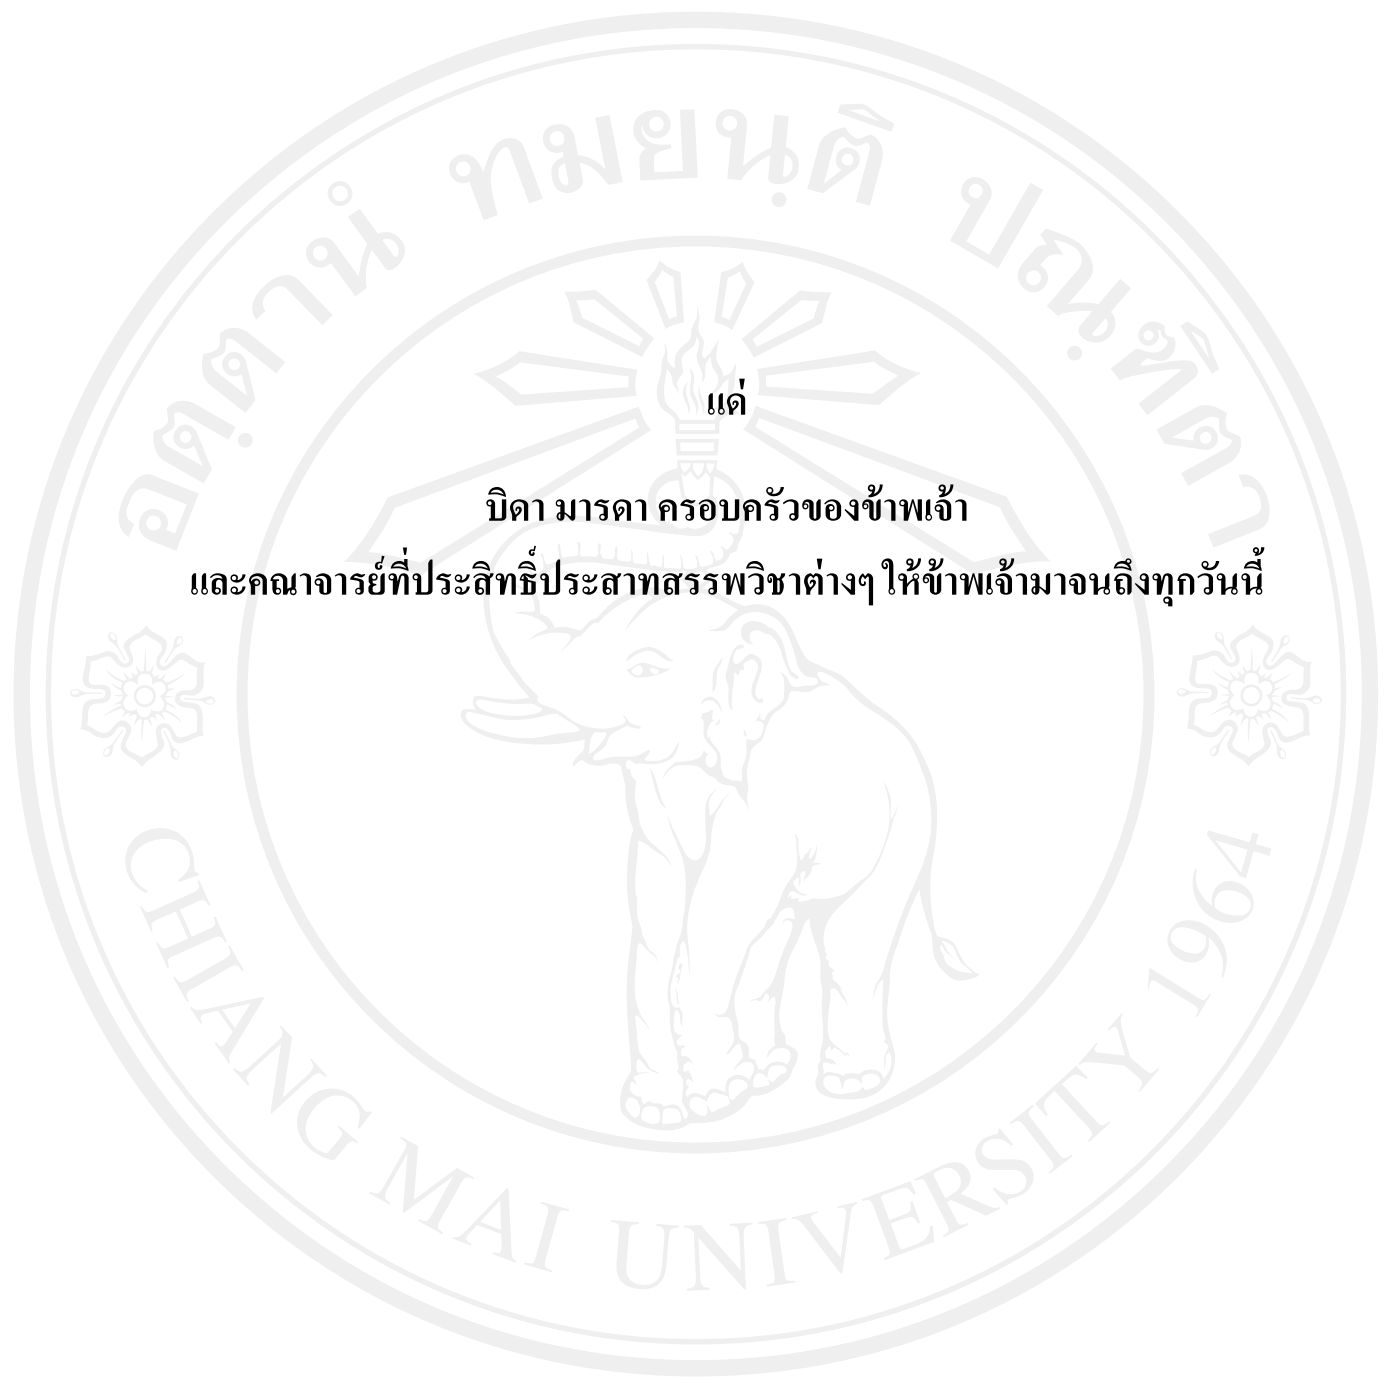 อตฺตานํ ทมยนฺติ ปณฺฑิตา
แด่
บิดา มารดา ครอบครัวของข้าพเจ้า
และคณาจารย์ที่ประสิทธิ์ประสาทสรรพวิชาต่างๆ ให้ข้าพเจ้ามาจนถึงทุกวันนี้
CHIANG MAI UNIVERSITY 1964